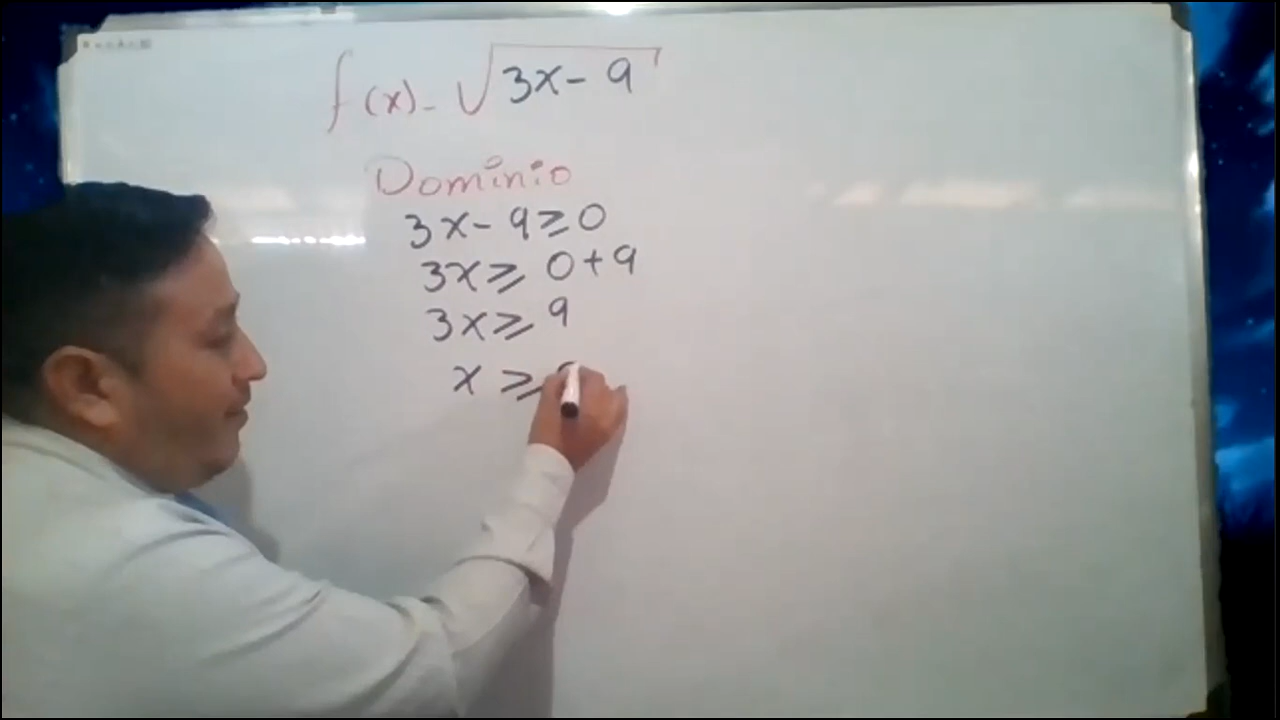 f(x)-√3x-9
Dominio
3x-9≥0
3x≥0+9
3x≥9
x≥